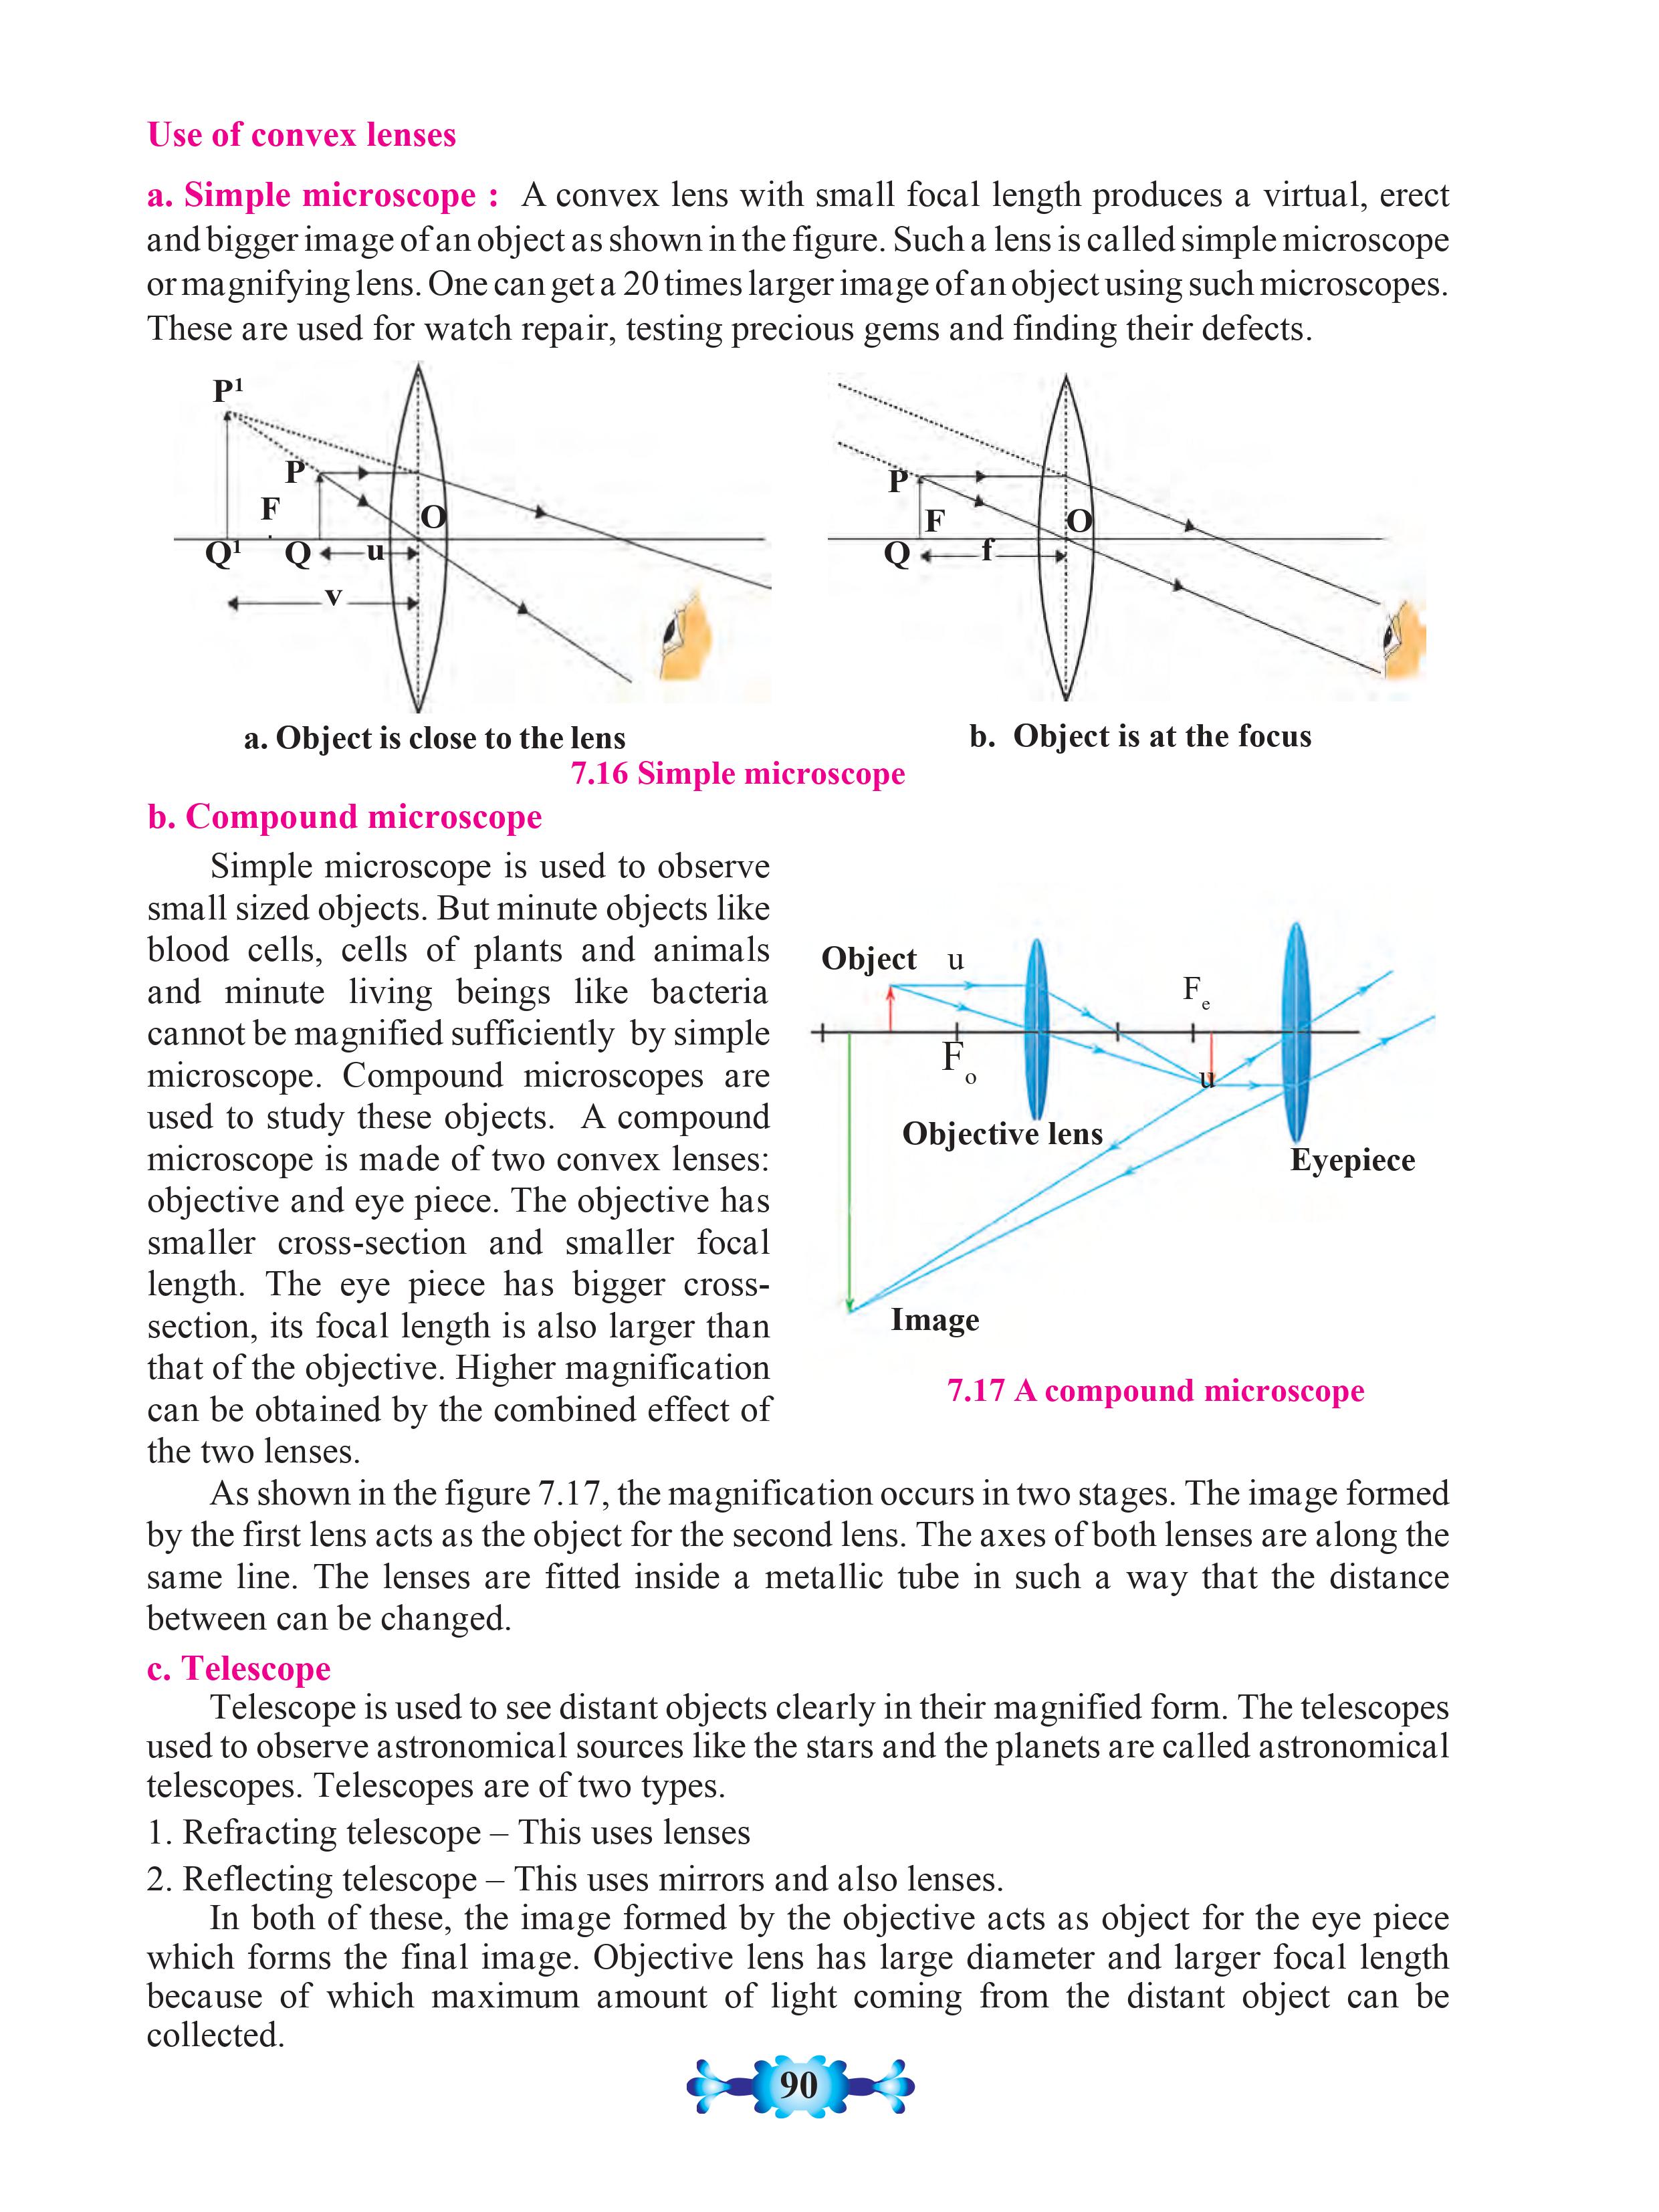 Use of convex lenses
a. Simple microscope : A convex lens with small focal length produces a virtual, erect
and bigger image of an object as shown in the figure. Such a lens is called simple microscope
or magnifying lens. One can get a 20 times larger image of an object using such microscopes.
These are used for watch repair, testing precious gems and finding their defects.
P¹
P
F
O
Q¹
Q
u
v
P
F
O
Q
f
a. Object is close to the lens
b. Object is at the focus
7.16 Simple microscope
b. Compound microscope
Simple microscope is used to observe
small sized objects. But minute objects like
blood cells, cells of plants and animals
and minute living beings like bacteria
cannot be magnified sufficiently by simple
microscope. Compound microscopes are
used to study these objects. A compound
microscope is made of two convex lenses:
objective and eye piece. The objective has
smaller cross-section and smaller focal
length. The eye piece has bigger cross-
section, its focal length is also larger than
that of the objective. Higher magnification
can be obtained by the combined effect of
the two lenses.
Object u
Fₑ
Fₒ
u
Objective lens
Eyepiece
Image
7.17 A compound microscope
As shown in the figure 7.17, the magnification occurs in two stages. The image formed
by the first lens acts as the object for the second lens. The axes of both lenses are along the
same line. The lenses are fitted inside a metallic tube in such a way that the distance
between can be changed.
c. Telescope
Telescope is used to see distant objects clearly in their magnified form. The telescopes
used to observe astronomical sources like the stars and the planets are called astronomical
telescopes. Telescopes are of two types.
1. Refracting telescope – This uses lenses
2. Reflecting telescope – This uses mirrors and also lenses.
In both of these, the image formed by the objective acts as object for the eye piece
which forms the final image. Objective lens has large diameter and larger focal length
because of which maximum amount of light coming from the distant object can be
collected.
90